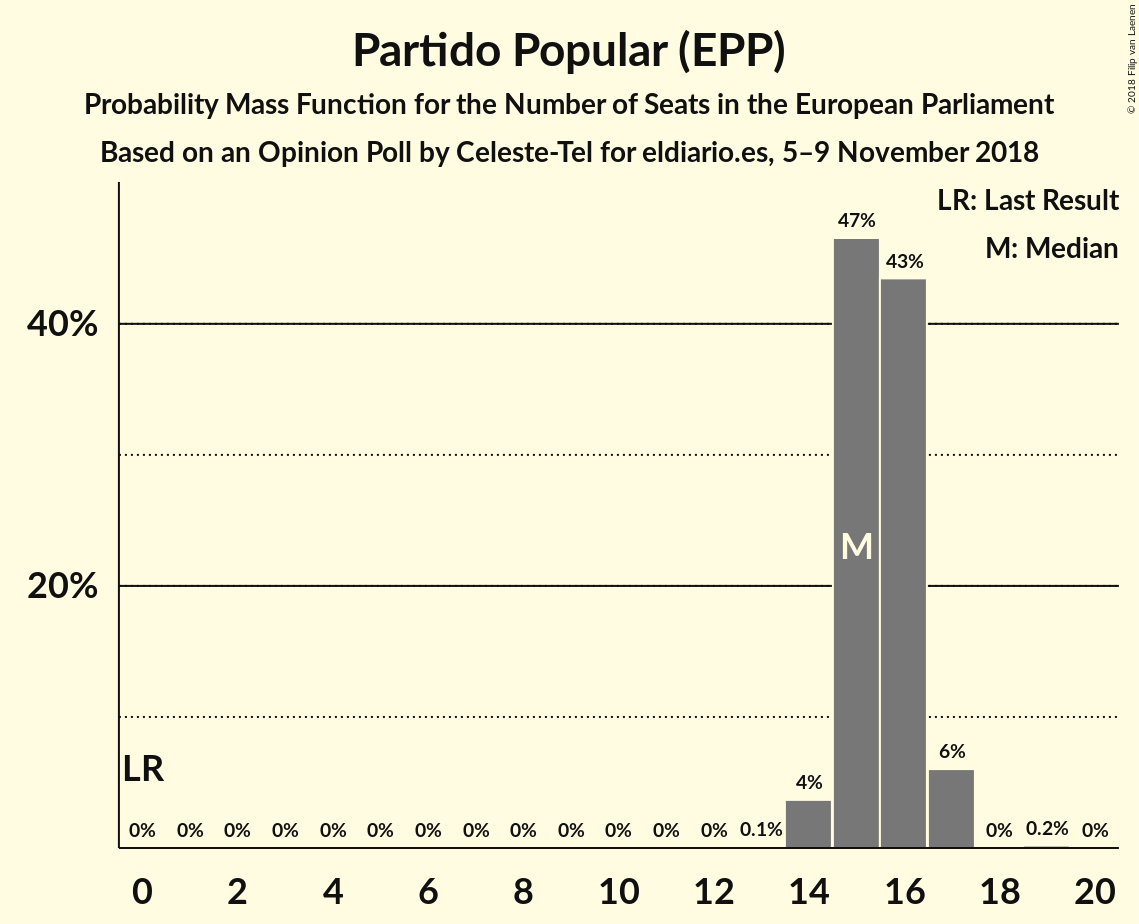 Partido Popular (EPP)
Probability Mass Function for the Number of Seats in the European Parliament
Based on an Opinion Poll by Celeste-Tel for eldiario.es, 5–9 November 2018
© 2018 Filip van Laenen
LR: Last Result
M: Median
47%
43%
40%
M
20%
LR
6%
4%
0% 0% 0% 0% 0% 0% 0% 0% 0% 0% 0% 0% 0% 0.1% 0% 0.2% 0%
0 2 4 6 8 10 12 14 16 18 20